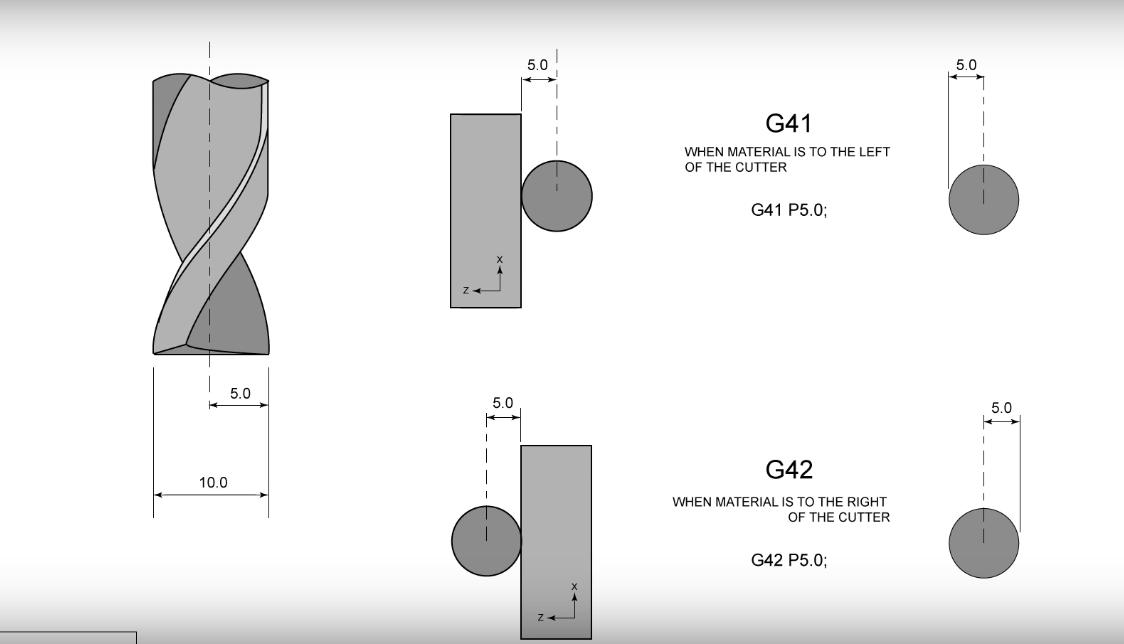 5.0
10.0
5.0
X
Z
G41
WHEN MATERIAL IS TO THE LEFT
OF THE CUTTER
G41 P5.0;
5.0
5.0
X
Z
G42
WHEN MATERIAL IS TO THE RIGHT
OF THE CUTTER
G42 P5.0;
5.0